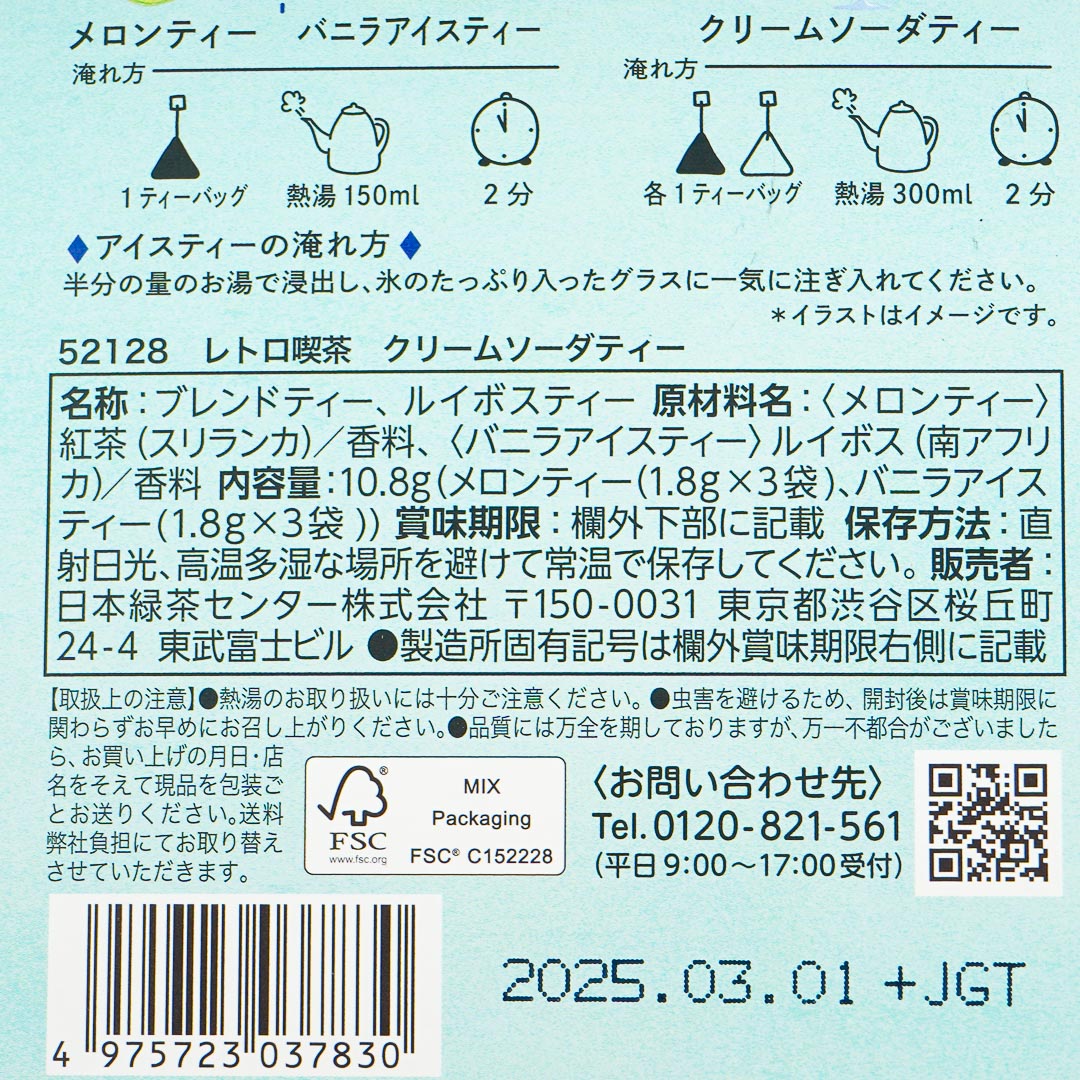 メロンティー　バニラアイスティー
淹れ方
1ティーバッグ　熱湯150ml　2分
クリームソーダティー
淹れ方
各1ティーバッグ　熱湯300ml　2分
♦アイスティーの淹れ方♦
半分の量のお湯で浸出し、氷のたっぷり入ったグラスに一気に注ぎ入れてください。
＊イラストはイメージです。
52128　レトロ喫茶　クリームソーダティー
名称：ブレンドティー、ルイボスティー 原材料名：〈メロンティー〉
紅茶（スリランカ）／香料、〈バニラアイスティー〉ルイボス（南アフリ
カ）／香料 内容量：10.8g（メロンティー（1.8g×3袋）、バニラアイス
ティー（1.8g×3袋）） 賞味期限：欄外下部に記載 保存方法：直
射日光、高温多湿な場所を避けて常温で保存してください。 販売者：
日本緑茶センター株式会社 〒150-0031 東京都渋谷区桜丘町
24-4 東武富士ビル ●製造所固有記号は欄外賞味期限右側に記載
【取扱上の注意】●熱湯のお取り扱いには十分ご注意ください。●虫害を避けるため、開封後は賞味期限に
関わらずお早めにお召し上がりください。●品質には万全を期しておりますが、万一不都合がございました
ら、お買い上げの月日・店
名をそえて現品を包装ご
とお送りください。送料
弊社負担にてお取り替え
させていただきます。
FSC®
www.fsc.org
MIX
Packaging
FSC® C152228
〈お問い合わせ先〉
Tel. 0120-821-561
（平日9:00〜17:00受付）
4 975723 037830
2025.03.01 +JGT